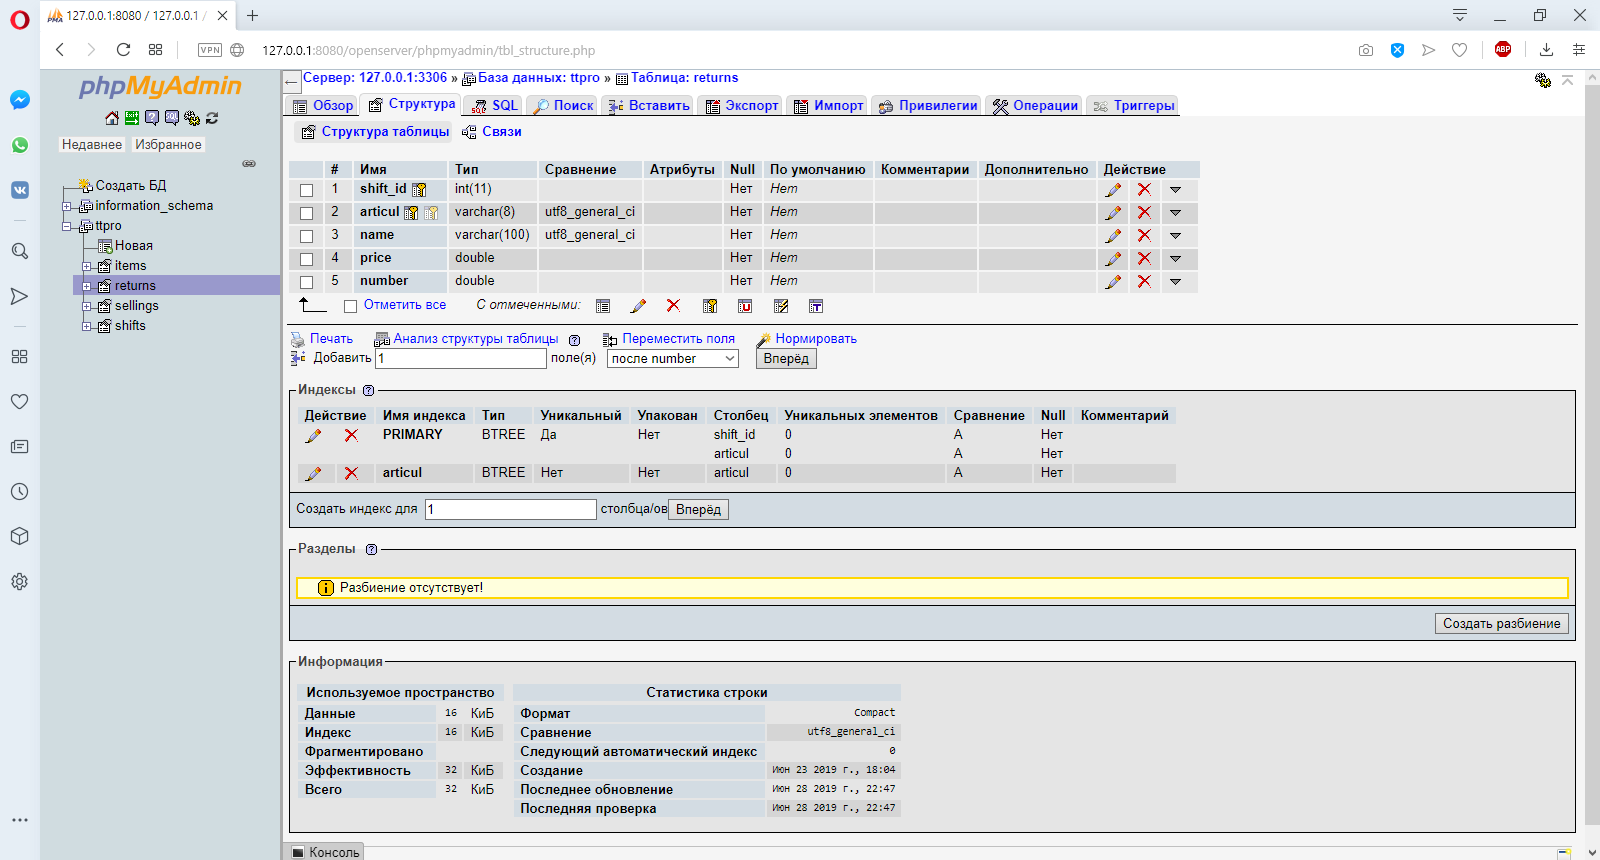 127.0.0.1:8080 / 127.0.0.1 /
VPN 127.0.0.1:8080/openserver/phpmyadmin/tbl_structure.php ABP
phpMyAdmin
Недавнее Избранное
Создать БД
information_schema
ttpro
Новая
items
returns
sellings
shifts
Сервер: 127.0.0.1:3306 » База данных: ttpro » Таблица: returns
Обзор Структура SQL Поиск Вставить Экспорт Импорт Привилегии Операции Триггеры
Структура таблицы Связи
# Имя Тип Сравнение Атрибуты Null По умолчанию Комментарии Дополнительно Действие
1 shift_id int(11) Нет Нет
2 articul varchar(8) utf8_general_ci Нет Нет
3 name varchar(100) utf8_general_ci Нет Нет
4 price double Нет Нет
5 number double Нет Нет
Отметить все С отмеченными:
Печать Анализ структуры таблицы Переместить поля Нормировать
Добавить 1 поле(я) после number Вперёд
Индексы
Действие Имя индекса Тип Уникальный Упакован Столбец Уникальных элементов Сравнение Null Комментарий
PRIMARY BTREE Да Нет shift_id 0 A Нет
articul 0 A Нет
articul BTREE Нет Нет articul 0 A Нет
Создать индекс для 1 столбца/ов Вперёд
Разделы
Разбиение отсутствует!
Создать разбиение
Информация
Используемое пространство
Данные 16 КиБ
Индекс 16 КиБ
Фрагментировано
Эффективность 32 КиБ
Всего 32 КиБ
Статистика строки
Формат Compact
Сравнение utf8_general_ci
Следующий автоматический индекс 0
Создание Июн 23 2019 г., 18:04
Последнее обновление Июн 28 2019 г., 22:47
Последняя проверка Июн 28 2019 г., 22:47
Консоль